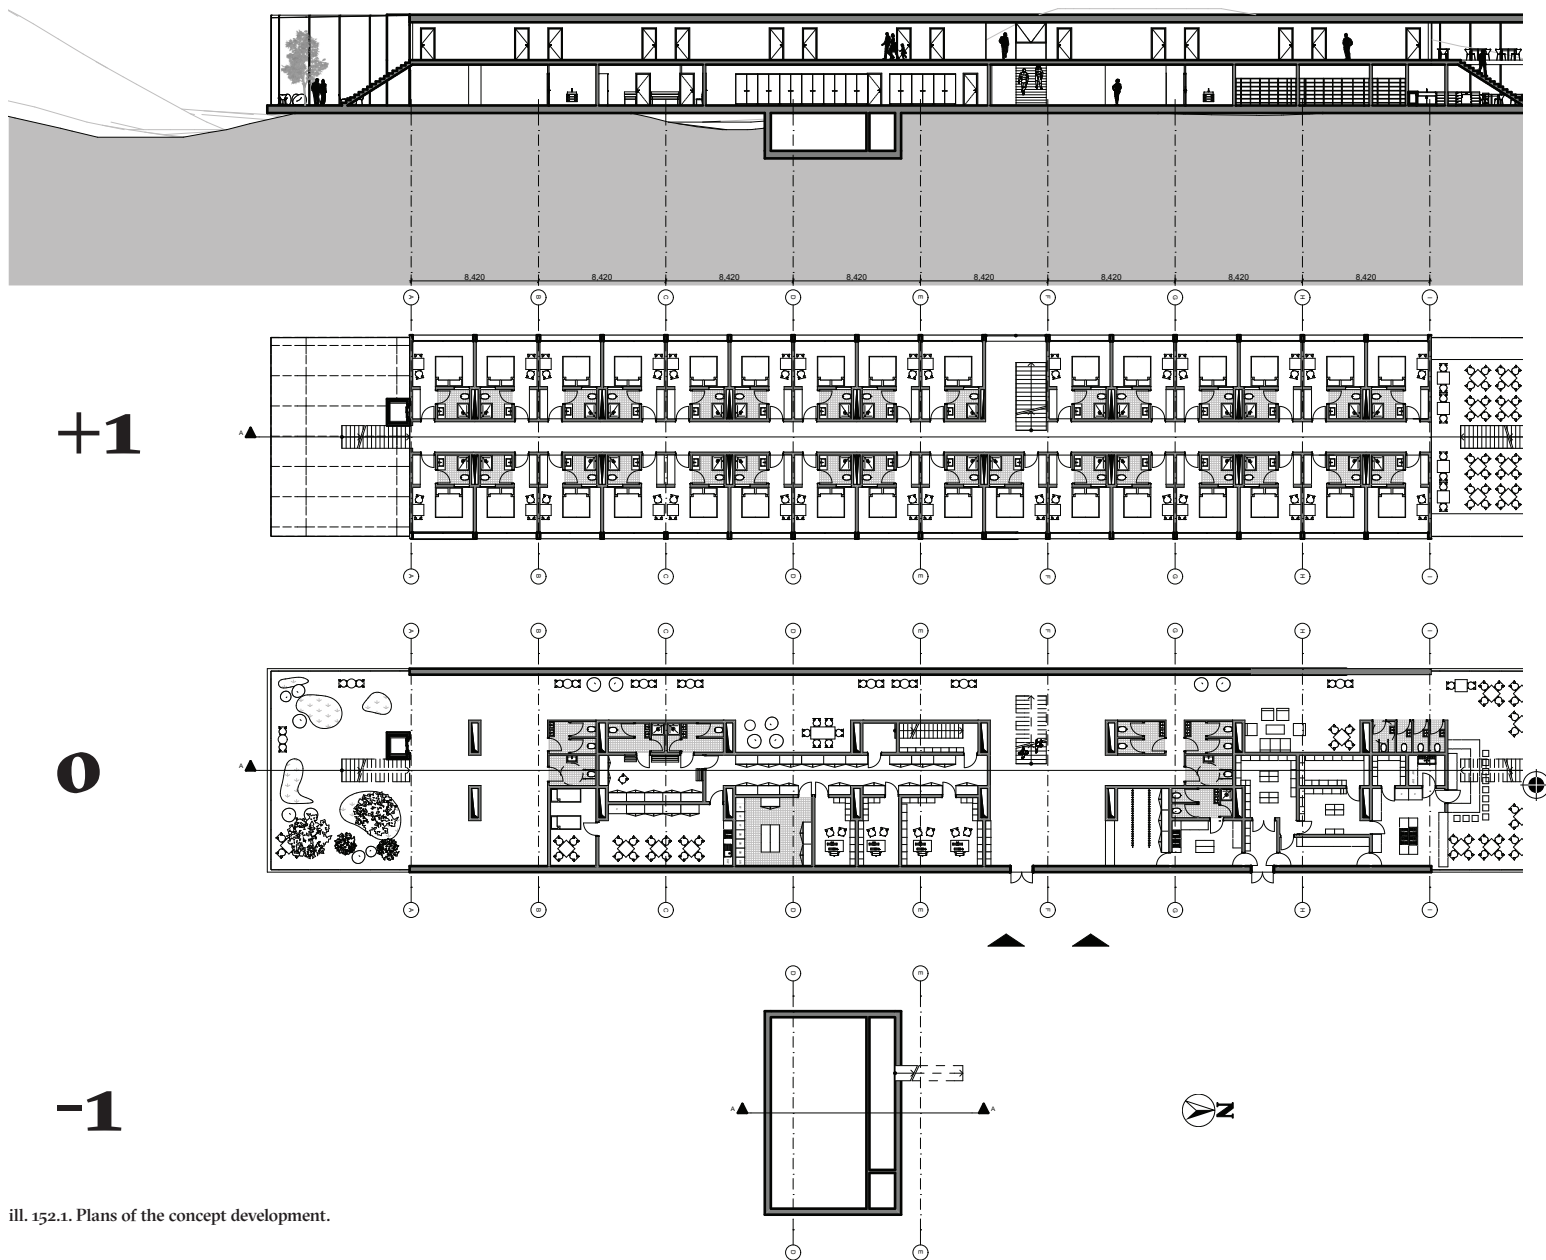 8,420 8,420 8,420 8,420 8,420 8,420 8,420 8,420
A B C D E F G H I
+1
A
A B C D E F G H I
A B C D E F G H I
0
A
A B C D E F G H I
D E
-1
A A
N
D E
ill. 152.1. Plans of the concept development.